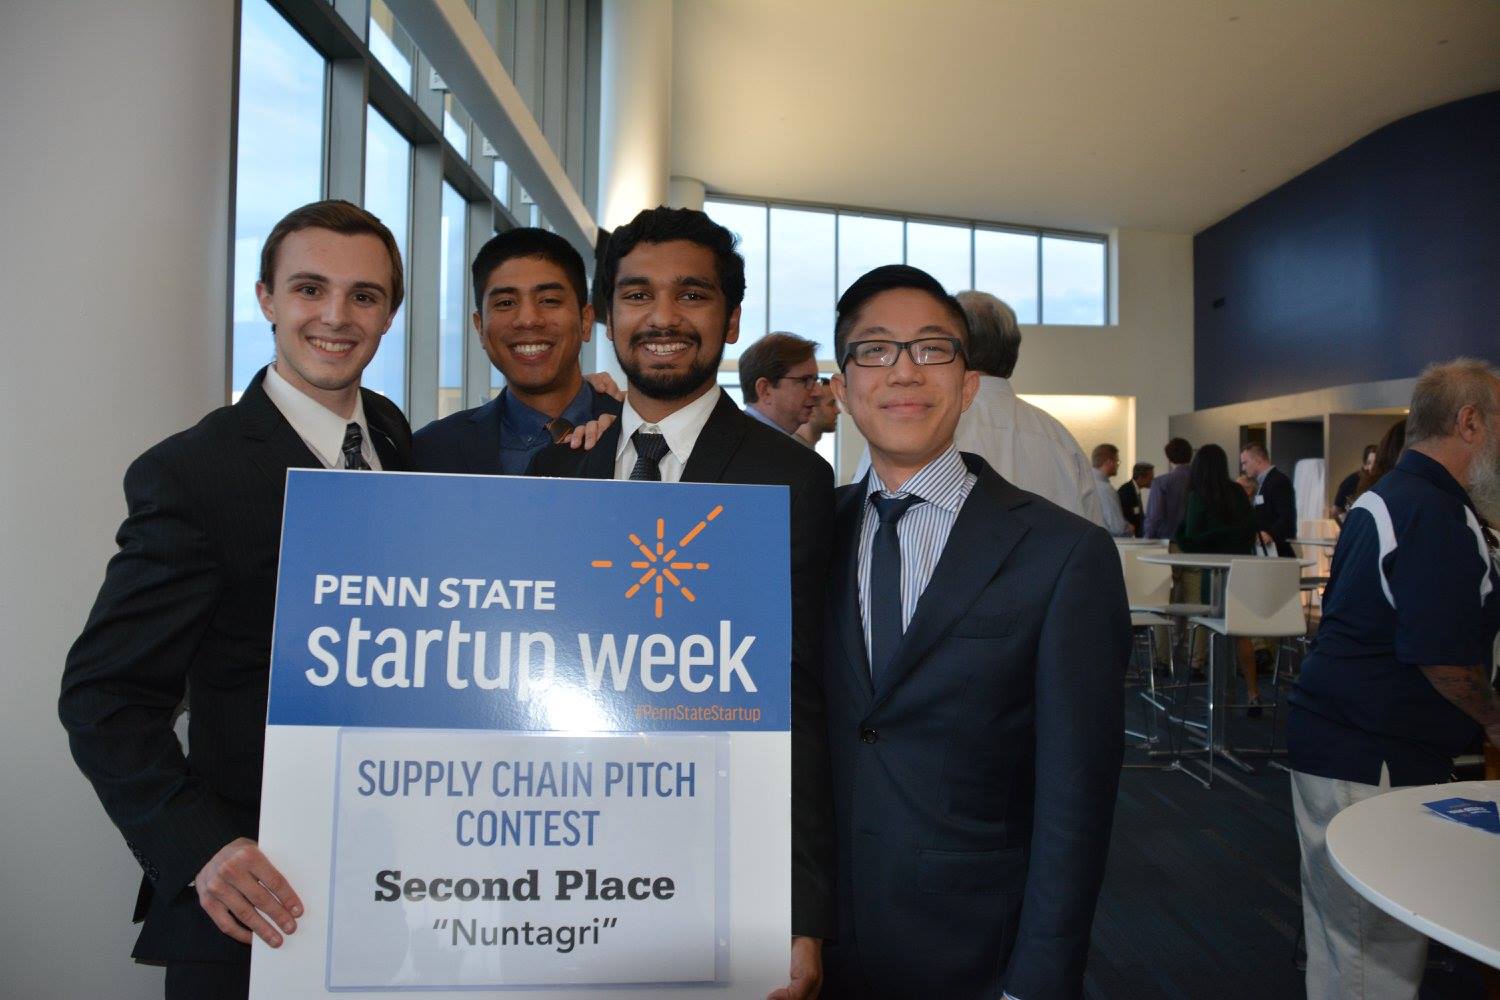 PENN STATE
startup week
#PennStateStartup
SUPPLY CHAIN PITCH
CONTEST
Second Place
“Nuntagri”